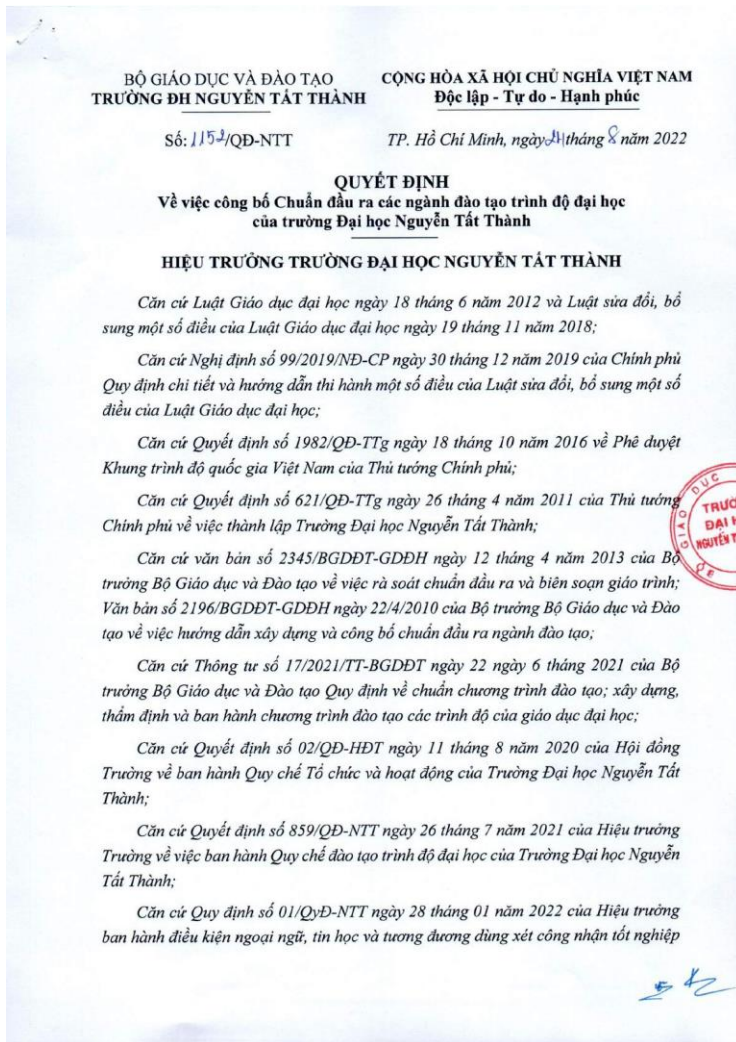 BỘ GIÁO DỤC VÀ ĐÀO TẠO
TRƯỜNG ĐH NGUYỄN TẤT THÀNH
CỘNG HÒA XÃ HỘI CHỦ NGHĨA VIỆT NAM
Độc lập - Tự do - Hạnh phúc
Số: 1152/QĐ-NTT
TP. Hồ Chí Minh, ngày tháng 8 năm 2022
QUYẾT ĐỊNH
Về việc công bố Chuẩn đầu ra các ngành đào tạo trình độ đại học
của trường Đại học Nguyễn Tất Thành
HIỆU TRƯỞNG TRƯỜNG ĐẠI HỌC NGUYỄN TẤT THÀNH
Căn cứ Luật Giáo dục đại học ngày 18 tháng 6 năm 2012 và Luật sửa đổi, bổ
sung một số điều của Luật Giáo dục đại học ngày 19 tháng 11 năm 2018;
Căn cứ Nghị định số 99/2019/NĐ-CP ngày 30 tháng 12 năm 2019 của Chính phủ
Quy định chi tiết và hướng dẫn thi hành một số điều của Luật sửa đổi, bổ sung một số
điều của Luật Giáo dục đại học;
Căn cứ Quyết định số 1982/QĐ-TTg ngày 18 tháng 10 năm 2016 về Phê duyệt
Khung trình độ quốc gia Việt Nam của Thủ tướng Chính phủ;
Căn cứ Quyết định số 621/QĐ-TTg ngày 26 tháng 4 năm 2011 của Thủ tướng
Chính phủ về việc thành lập Trường Đại học Nguyễn Tất Thành;
Căn cứ văn bản số 2345/BGDĐT-GDĐH ngày 12 tháng 4 năm 2013 của Bộ
trưởng Bộ Giáo dục và Đào tạo về việc rà soát chuẩn đầu ra và biên soạn giáo trình;
Văn bản số 2196/BGDĐT-GDĐH ngày 22/4/2010 của Bộ trưởng Bộ Giáo dục và Đào
tạo về việc hướng dẫn xây dựng và công bố chuẩn đầu ra ngành đào tạo;
Căn cứ Thông tư số 17/2021/TT-BGDĐT ngày 22 ngày 6 tháng 2021 của Bộ
trưởng Bộ Giáo dục và Đào tạo Quy định về chuẩn chương trình đào tạo; xây dựng,
thẩm định và ban hành chương trình đào tạo các trình độ của giáo dục đại học;
Căn cứ Quyết định số 02/QĐ-HĐT ngày 11 tháng 8 năm 2020 của Hội đồng
Trường về ban hành Quy chế Tổ chức và hoạt động của Trường Đại học Nguyễn Tất
Thành;
Căn cứ Quyết định số 859/QĐ-NTT ngày 26 tháng 7 năm 2021 của Hiệu trưởng
Trường về việc ban hành Quy chế đào tạo trình độ đại học của Trường Đại học Nguyễn
Tất Thành;
Căn cứ Quy định số 01/QyĐ-NTT ngày 28 tháng 01 năm 2022 của Hiệu trưởng
ban hành điều kiện ngoại ngữ, tin học và tương đương dùng xét công nhận tốt nghiệp
GIÁO DỤC
ĐẠI
NGUYỄN